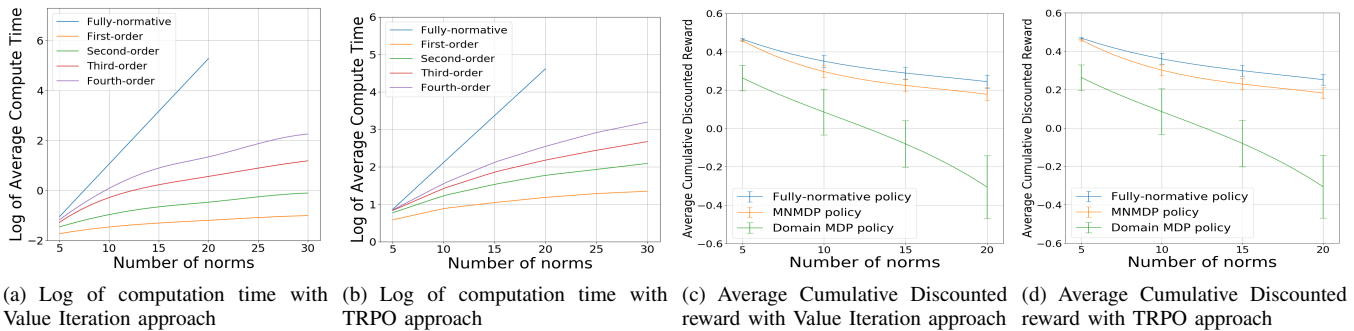 Log of Average Compute Time
6
4
2
0
−2
Fully-normative
First-order
Second-order
Third-order
Fourth-order
5 10 15 20 25 30
Number of norms
(a) Log of computation time with
Value Iteration approach
Log of Average Compute Time
6
5
4
3
2
1
0
Fully-normative
First-order
Second-order
Third-order
Fourth-order
5 10 15 20 25 30
Number of norms
(b) Log of computation time with
TRPO approach
Average Cumulative Discounted Reward
0.6
0.4
0.2
0.0
−0.2
−0.4
−0.6
Fully-normative policy
MNMDP policy
Domain MDP policy
5 10 15 20
Number of norms
(c) Average Cumulative Discounted
reward with Value Iteration approach
Average Cumulative Discounted Reward
0.6
0.4
0.2
0.0
−0.2
−0.4
−0.6
Fully-normative policy
MNMDP policy
Domain MDP policy
5 10 15 20
Number of norms
(d) Average Cumulative Discounted
reward with TRPO approach